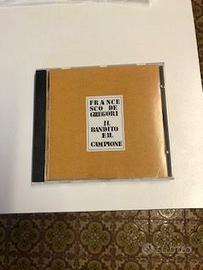 FRANCE
SCO DE
GREGORI
IL
BANDITO
E IL
CAMPIONE
subito